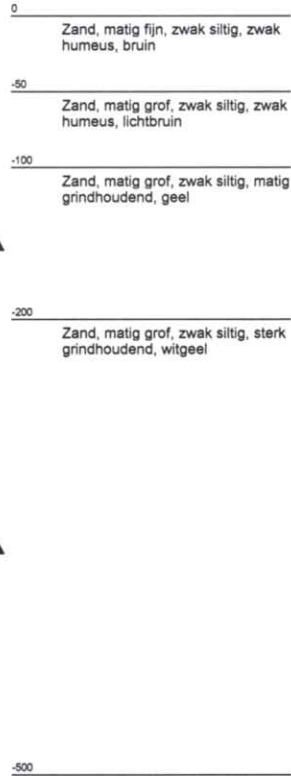 0
Zand, matig fijn, zwak siltig, zwak
humeus, bruin
-50
Zand, matig grof, zwak siltig, zwak
humeus, lichtbruin
-100
Zand, matig grof, zwak siltig, matig
grindhoudend, geel
-200
Zand, matig grof, zwak siltig, sterk
grindhoudend, witgeel
-500